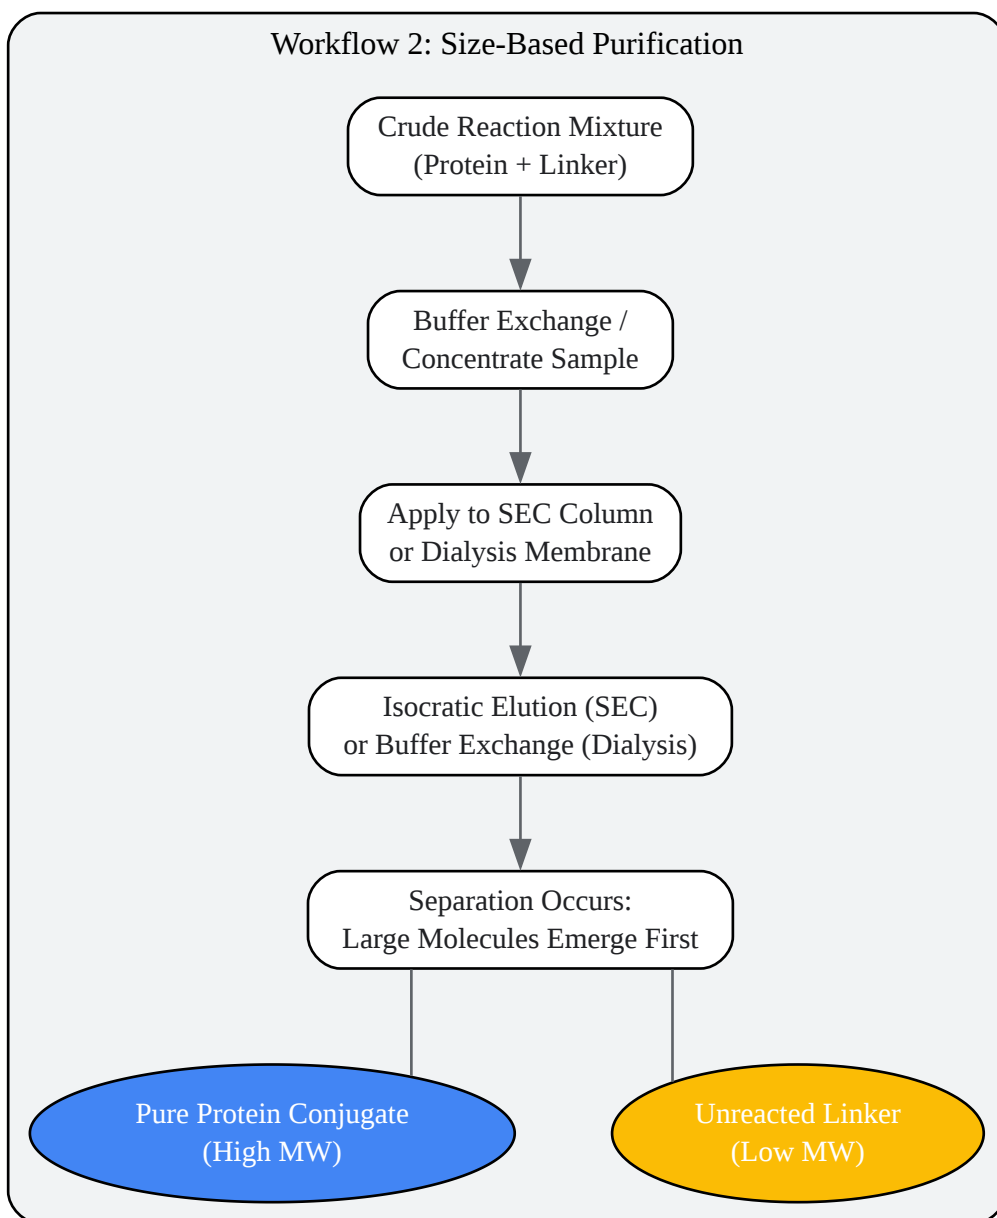 Workflow 2: Size-Based Purification
Crude Reaction Mixture
(Protein + Linker)
Buffer Exchange /
Concentrate Sample
Apply to SEC Column
or Dialysis Membrane
Isocratic Elution (SEC)
or Buffer Exchange (Dialysis)
Separation Occurs:
Large Molecules Emerge First
Pure Protein Conjugate
(High MW)
Unreacted Linker
(Low MW)